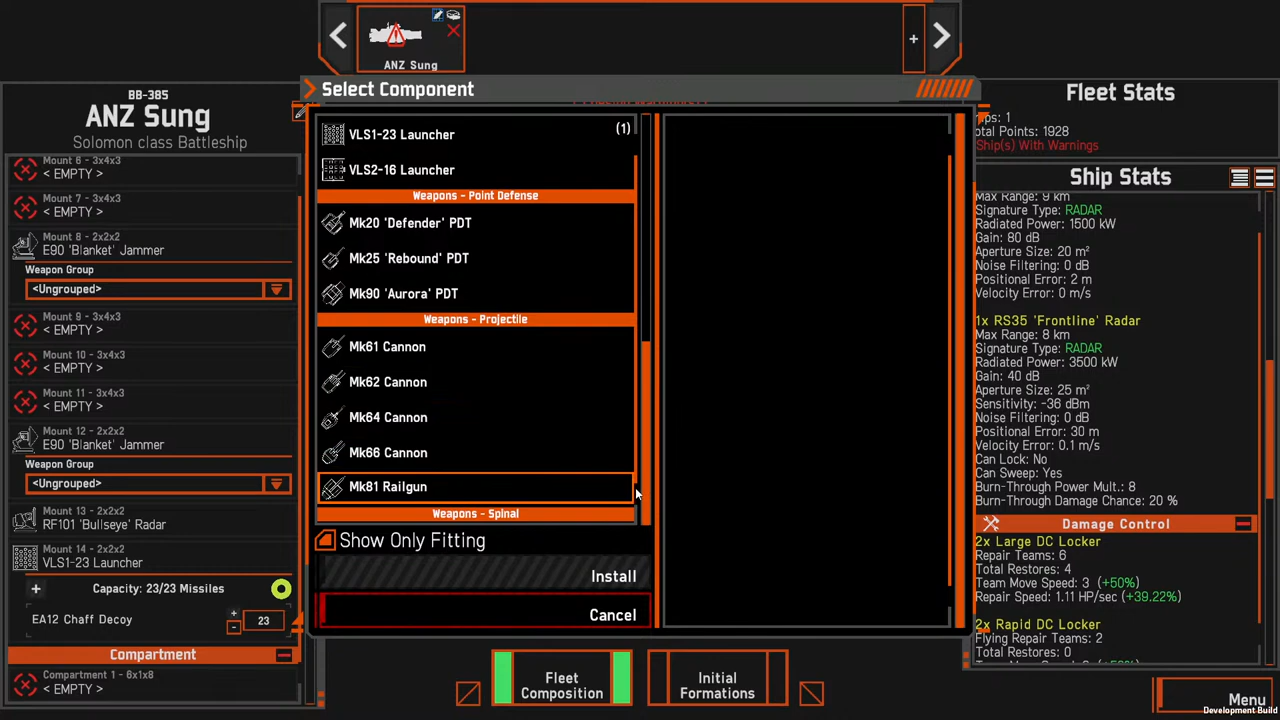 ANZ Sung
+
BB-385
ANZ Sung
Solomon class Battleship
Mount 6 - 3x4x3
< EMPTY >
Mount 7 - 3x4x3
< EMPTY >
Mount 8 - 2x2x2
E90 'Blanket' Jammer
Weapon Group
<Ungrouped>
Mount 9 - 3x4x3
< EMPTY >
Mount 10 - 3x4x3
< EMPTY >
Mount 11 - 3x4x3
< EMPTY >
Mount 12 - 2x2x2
E90 'Blanket' Jammer
Weapon Group
<Ungrouped>
Mount 13 - 2x2x2
RF101 'Bullseye' Radar
Mount 14 - 2x2x2
VLS1-23 Launcher
+ Capacity: 23/23 Missiles
EA12 Chaff Decoy + - 23
Compartment
Compartment 1 - 6x1x8
< EMPTY >
Select Component
VLS1-23 Launcher (1)
VLS2-16 Launcher
Weapons - Point Defense
Mk20 'Defender' PDT
Mk25 'Rebound' PDT
Mk90 'Aurora' PDT
Weapons - Projectile
Mk61 Cannon
Mk62 Cannon
Mk64 Cannon
Mk66 Cannon
Mk81 Railgun
Weapons - Spinal
Show Only Fitting
Install
Cancel
Fleet
Composition
Initial
Formations
Fleet Stats
ips: 1
otal Points: 1928
Ship(s) With Warnings
Ship Stats
Max Range: 9 km
Signature Type: RADAR
Radiated Power: 1500 kW
Gain: 80 dB
Aperture Size: 20 m²
Noise Filtering: 0 dB
Positional Error: 2 m
Velocity Error: 0 m/s
1x RS35 'Frontline' Radar
Max Range: 8 km
Signature Type: RADAR
Radiated Power: 3500 kW
Gain: 40 dB
Aperture Size: 25 m²
Sensitivity: -36 dBm
Noise Filtering: 0 dB
Positional Error: 30 m
Velocity Error: 0.1 m/s
Can Lock: No
Can Sweep: Yes
Burn-Through Power Mult.: 8
Burn-Through Damage Chance: 20 %
Damage Control
2x Large DC Locker
Repair Teams: 6
Total Restores: 4
Team Move Speed: 3 (+50%)
Repair Speed: 1.11 HP/sec (+39.22%)
2x Rapid DC Locker
Flying Repair Teams: 2
Total Restores: 0
Menu
Development Build